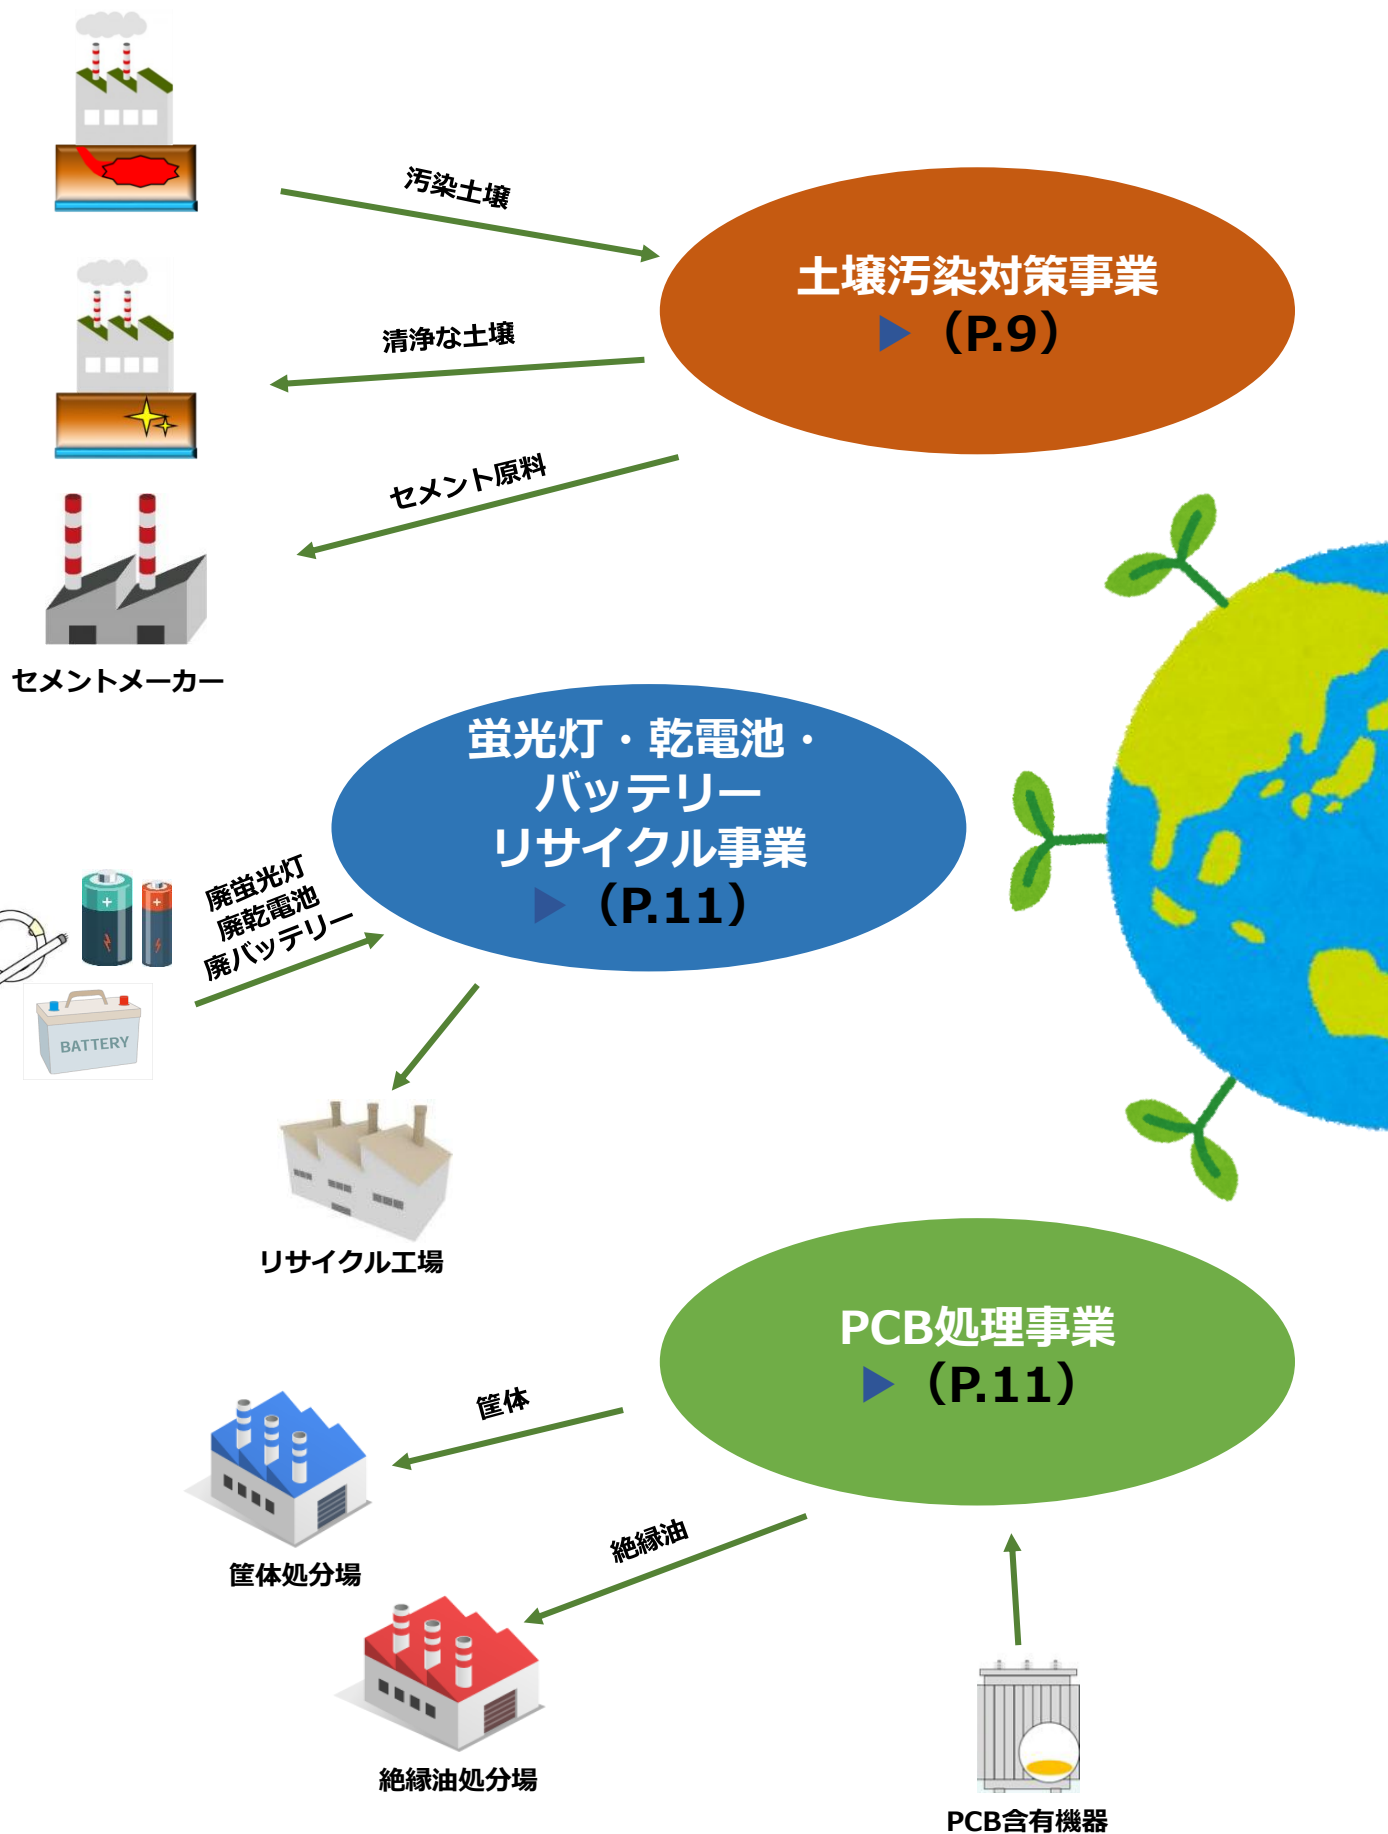 汚染土壌
土壌汚染対策事業
▶（P.9）
清浄な土壌
セメント原料
セメントメーカー
蛍光灯・乾電池・
バッテリー
リサイクル事業
▶（P.11）
廃蛍光灯
廃乾電池
廃バッテリー
BATTERY
リサイクル工場
PCB処理事業
▶（P.11）
筐体
筐体処分場
絶縁油
絶縁油処分場
PCB含有機器